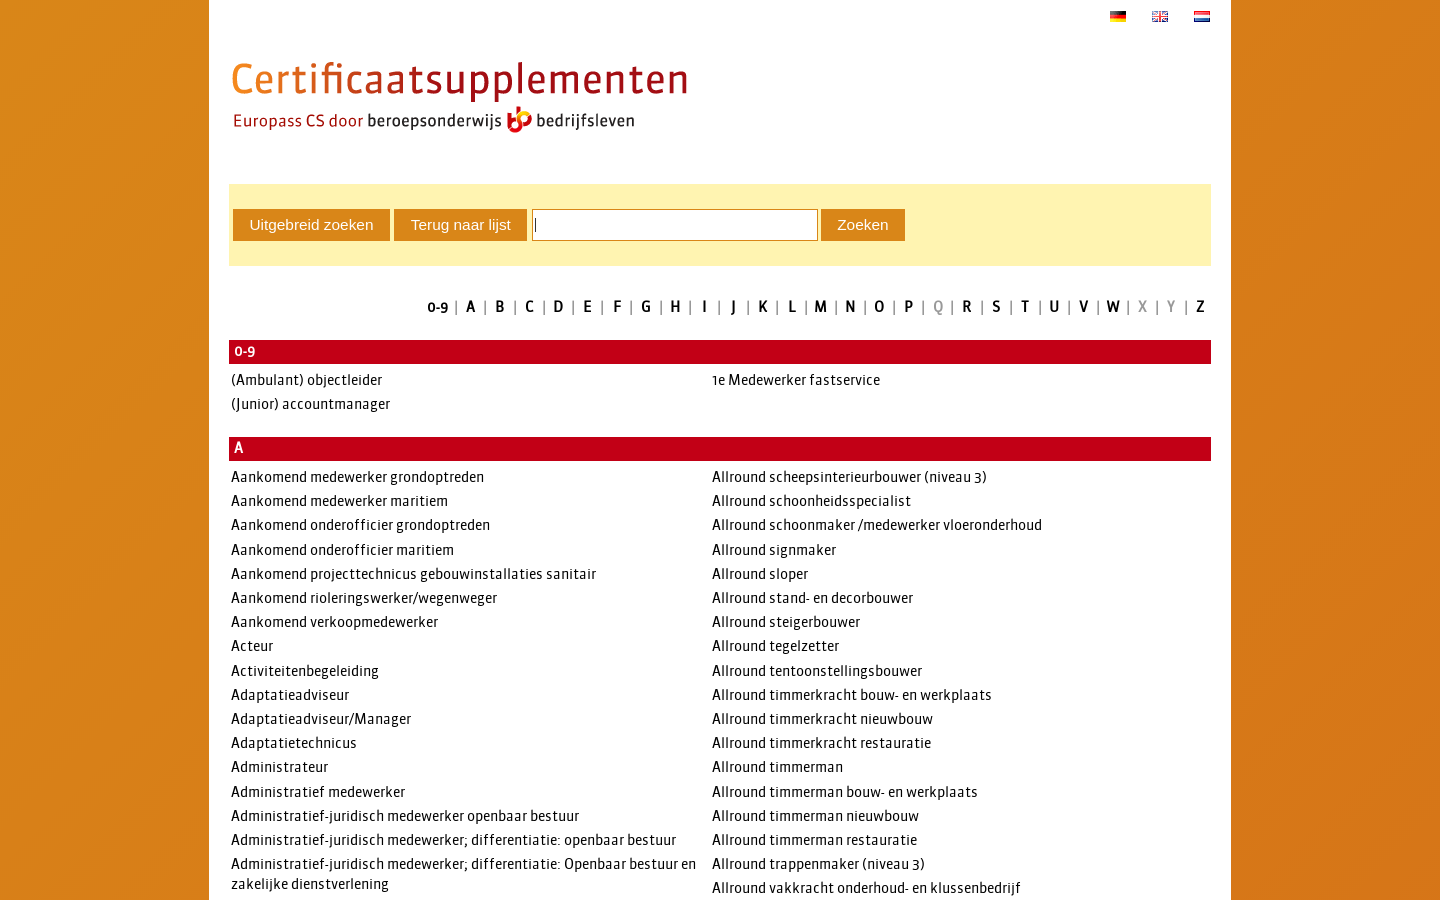 Certificaatsupplementen
Europass CS door beroepsonderwijs bedrijfsleven
Uitgebreid zoeken Terug naar lijst Zoeken
0-9 | A | B | C | D | E | F | G | H | I | J | K | L | M | N | O | P | Q | R | S | T | U | V | W | X | Y | Z
0-9
(Ambulant) objectleider
(Junior) accountmanager
1e Medewerker fastservice
A
Aankomend medewerker grondoptreden
Aankomend medewerker maritiem
Aankomend onderofficier grondoptreden
Aankomend onderofficier maritiem
Aankomend projecttechnicus gebouwinstallaties sanitair
Aankomend rioleringswerker/wegenweger
Aankomend verkoopmedewerker
Acteur
Activiteitenbegeleiding
Adaptatieadviseur
Adaptatieadviseur/Manager
Adaptatietechnicus
Administrateur
Administratief medewerker
Administratief-juridisch medewerker openbaar bestuur
Administratief-juridisch medewerker; differentiatie: openbaar bestuur
Administratief-juridisch medewerker; differentiatie: Openbaar bestuur en
zakelijke dienstverlening
Allround scheepsinterieurbouwer (niveau 3)
Allround schoonheidsspecialist
Allround schoonmaker /medewerker vloeronderhoud
Allround signmaker
Allround sloper
Allround stand- en decorbouwer
Allround steigerbouwer
Allround tegelzetter
Allround tentoonstellingsbouwer
Allround timmerkracht bouw- en werkplaats
Allround timmerkracht nieuwbouw
Allround timmerkracht restauratie
Allround timmerman
Allround timmerman bouw- en werkplaats
Allround timmerman nieuwbouw
Allround timmerman restauratie
Allround trappenmaker (niveau 3)
Allround vakkracht onderhoud- en klussenbedrijf